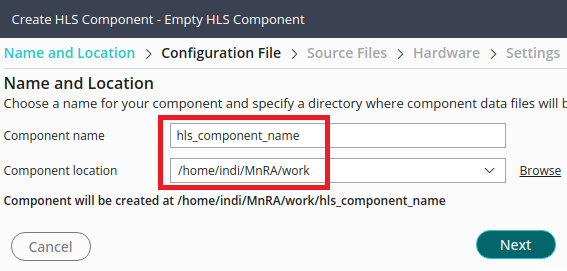 Create HLS Component - Empty HLS Component
Name and Location > Configuration File > Source Files > Hardware > Settings
Name and Location
Choose a name for your component and specify a directory where component data files will b
Component name hls_component_name
Component location /home/indi/MnRA/work Browse
Component will be created at /home/indi/MnRA/work/hls_component_name
Cancel Next